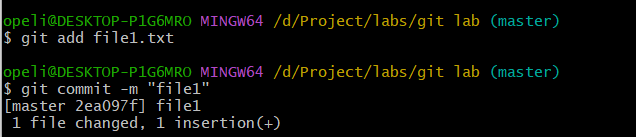 opeli@DESKTOP-P1G6MRO MINGW64 /d/Project/labs/git lab (master)
$ git add file1.txt
opeli@DESKTOP-P1G6MRO MINGW64 /d/Project/labs/git lab (master)
$ git commit -m "file1"
[master 2ea097f] file1
 1 file changed, 1 insertion(+)